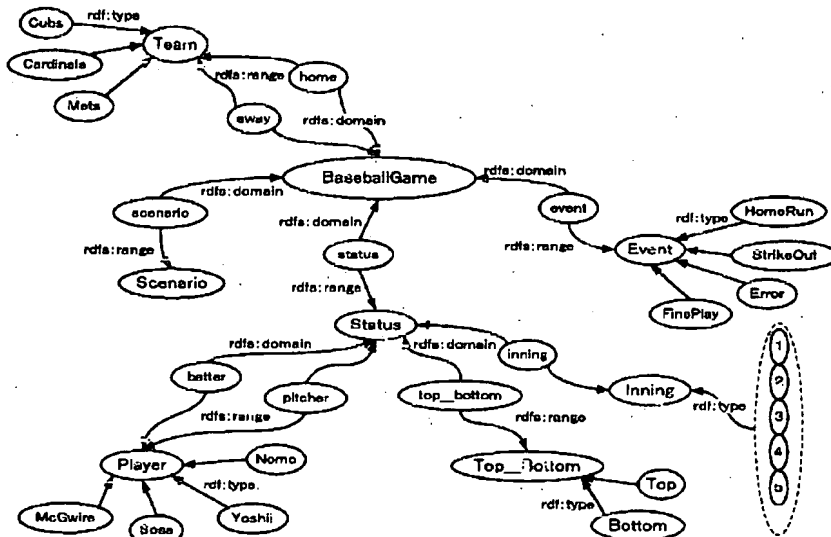 Cubs
rdf:type
Team
Cardinals
rdfs:range
home
Mets
away
rdfs:domain
BaseballGame
rdfs:domain
rdfs:domain
scenario
rdfs:domain
event
HomeRun
rdf:type
rdfs:range
status
rdfs:range
Event
StrikeOut
Scenario
rdfs:range
Error
FinePlay
Status
rdfs:domain
rdfs:domain
inning
1
batter
pitcher
top_bottom
Inning
2
rdf:type
rdfs:range
rdfs:range
3
Nomo
4
Player
Top_Bottom
rdf:type
Top
5
McGwire
Sosa
Yoshii
rdf:type
Bottom